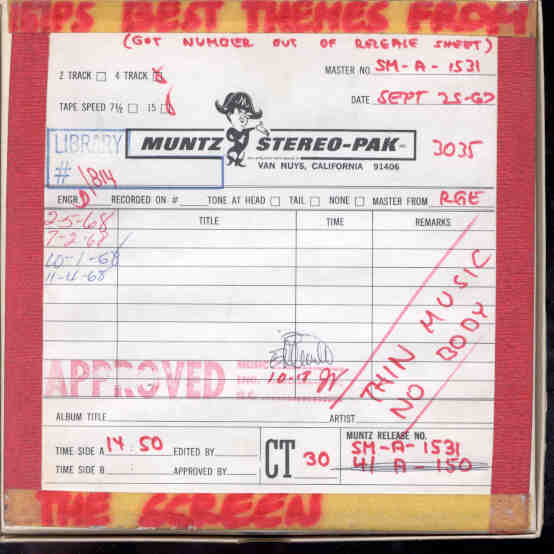 BEST THEMES FROM
(GOT NUMBER OUT OF RELEASE SHEET)
2 TRACK 4 TRACK
MASTER NO. SM-A-1531
TAPE SPEED 7½ 15
DATE SEPT 25-67
LIBRARY
#
MUNTZ STEREO-PAK
VAN NUYS, CALIFORNIA 91406
3035
D1814
ENGR. RECORDED ON # TONE AT HEAD TAIL NONE MASTER FROM RGE
TITLE TIME REMARKS
2-5-68
7-2-68
10-1-68
11-4-68
THIN MUSIC
NO BODY
APPROVED
10-17
ALBUM TITLE ARTIST
TIME SIDE A 14:50 EDITED BY
TIME SIDE B APPROVED BY
CT 30
MUNTZ RELEASE NO.
SM-A-1531
41 A-150
THE SCREEN